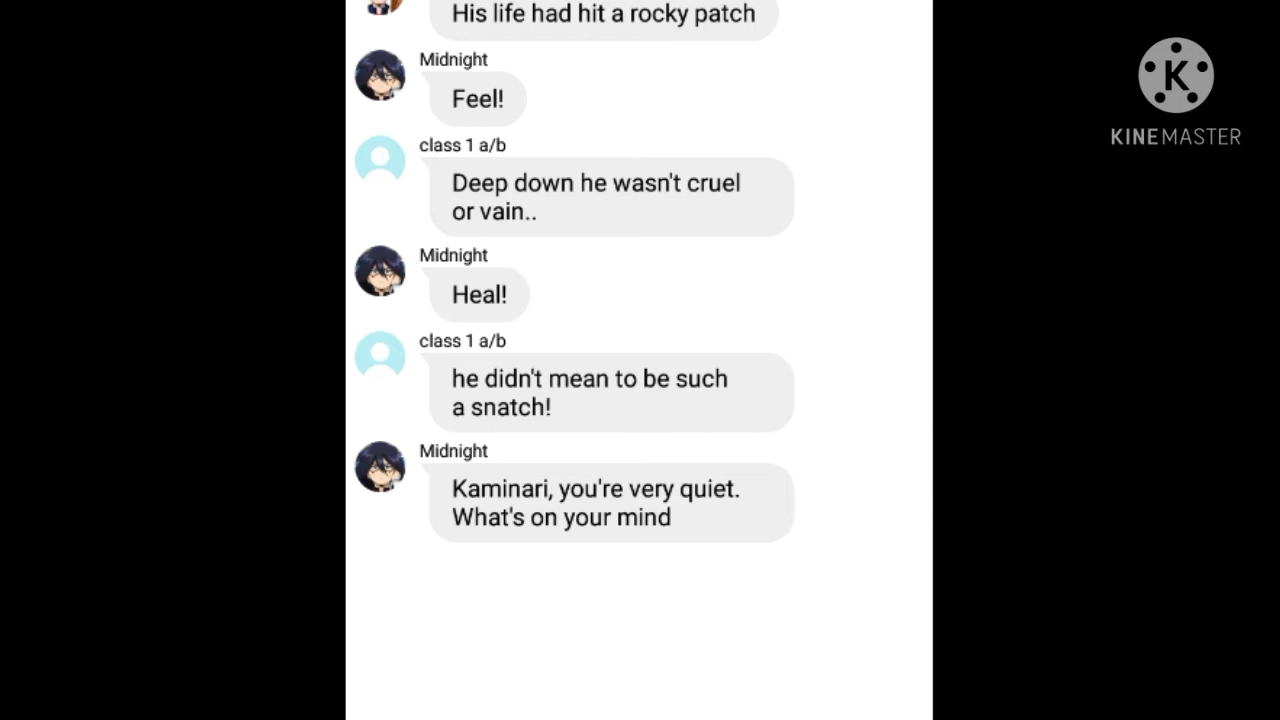 His life had hit a rocky patch
Midnight
Feel!
class 1 a/b
Deep down he wasn't cruel
or vain..
Midnight
Heal!
class 1 a/b
he didn't mean to be such
a snatch!
Midnight
Kaminari, you're very quiet.
What's on your mind
K
KINEMASTER